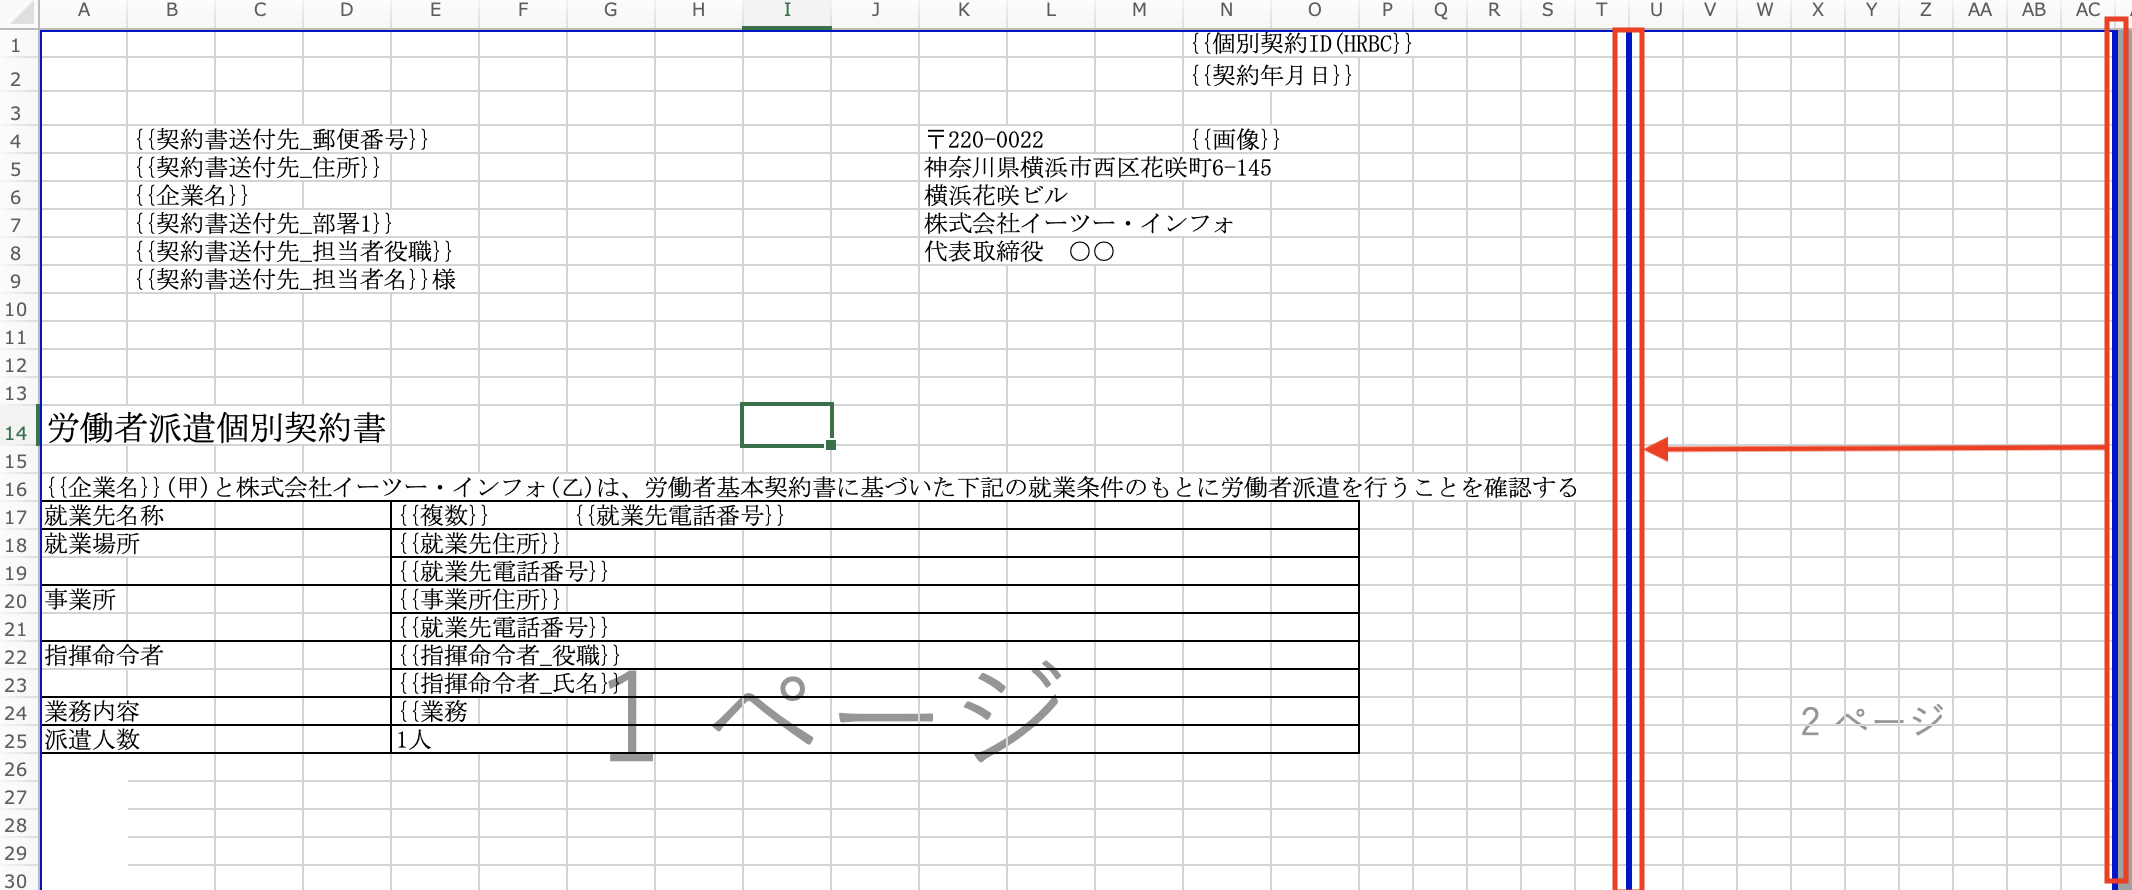 A B C D E F G H I J K L M N O P Q R S T U V W X Y Z AA AB AC
1 {{個別契約ID(HRBC}}
2 {{契約年月日}}
3
4 {{契約書送付先_郵便番号}} 〒220-0022 {{画像}}
5 {{契約書送付先_住所}} 神奈川県横浜市西区花咲町6-145
6 {{企業名}} 横浜花咲ビル
7 {{契約書送付先_部署1}} 株式会社イーツー・インフォ
8 {{契約書送付先_担当者役職}} 代表取締役　〇〇
9 {{契約書送付先_担当者名}}様
10
11
12
13
14 労働者派遣個別契約書
15
16 {{企業名}}(甲)と株式会社イーツー・インフォ(乙)は、労働者基本契約書に基づいた下記の就業条件のもとに労働者派遣を行うことを確認する
17 就業先名称 {{複数}} {{就業先電話番号}}
18 就業場所 {{就業先住所}}
19 {{就業先電話番号}}
20 事業所 {{事業所住所}}
21 {{就業先電話番号}}
22 指揮命令者 {{指揮命令者_役職}}
23 {{指揮命令者_氏名}}
24 業務内容 {{業務
1 ページ 2 ページ
25 派遣人数 1人
26
27
28
29
30